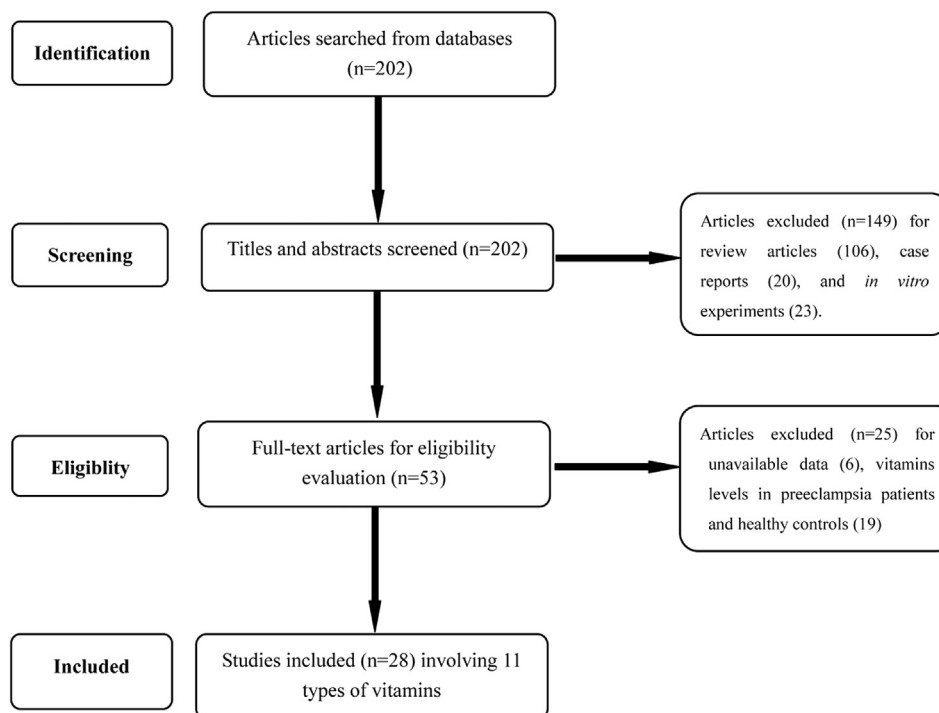 Identification
Articles searched from databases
(n=202)
Screening
Titles and abstracts screened (n=202)
Articles excluded (n=149) for
review articles (106), case
reports (20), and in vitro
experiments (23).
Eligiblity
Full-text articles for eligibility
evaluation (n=53)
Articles excluded (n=25) for
unavailable data (6), vitamins
levels in preeclampsia patients
and healthy controls (19)
Included
Studies included (n=28) involving 11
types of vitamins